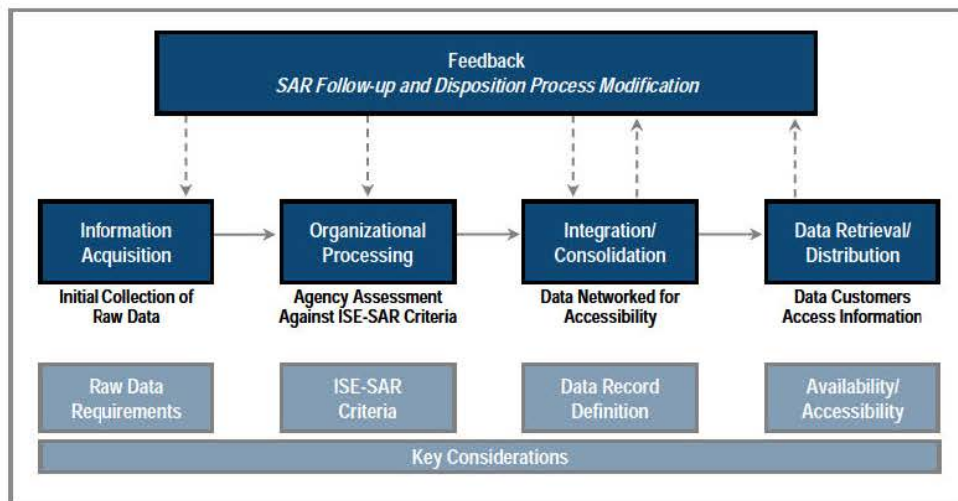 Feedback
SAR Follow-up and Disposition Process Modification
Information
Acquisition
Organizational
Processing
Integration/
Consolidation
Data Retrieval/
Distribution
Initial Collection of
Raw Data
Agency Assessment
Against ISE-SAR Criteria
Data Networked for
Accessibility
Data Customers
Access Information
Raw Data
Requirements
ISE-SAR
Criteria
Data Record
Definition
Availability/
Accessibility
Key Considerations